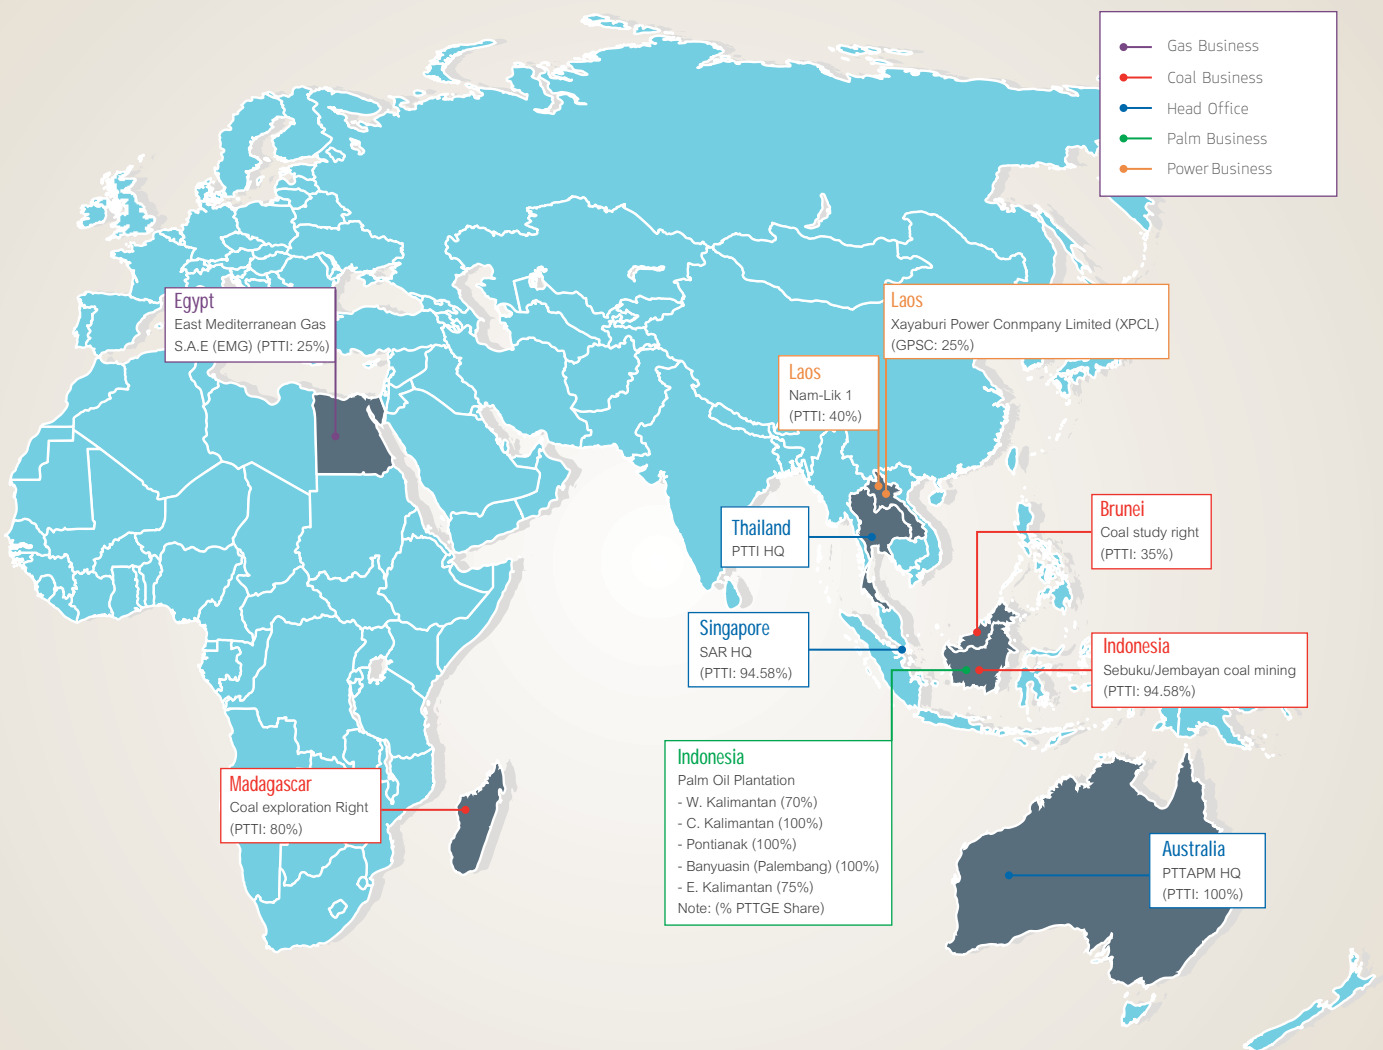 Gas Business
Coal Business
Head Office
Palm Business
Power Business
Egypt
East Mediterranean Gas
S.A.E (EMG) (PTTI: 25%)
Laos
Xayaburi Power Conmpany Limited (XPCL)
(GPSC: 25%)
Laos
Nam-Lik 1
(PTTI: 40%)
Thailand
PTTI HQ
Brunei
Coal study right
(PTTI: 35%)
Singapore
SAR HQ
(PTTI: 94.58%)
Indonesia
Sebuku/Jembayan coal mining
(PTTI: 94.58%)
Indonesia
Palm Oil Plantation
- W. Kalimantan (70%)
- C. Kalimantan (100%)
- Pontianak (100%)
- Banyuasin (Palembang) (100%)
- E. Kalimantan (75%)
Note: (% PTTGE Share)
Madagascar
Coal exploration Right
(PTTI: 80%)
Australia
PTTAPM HQ
(PTTI: 100%)